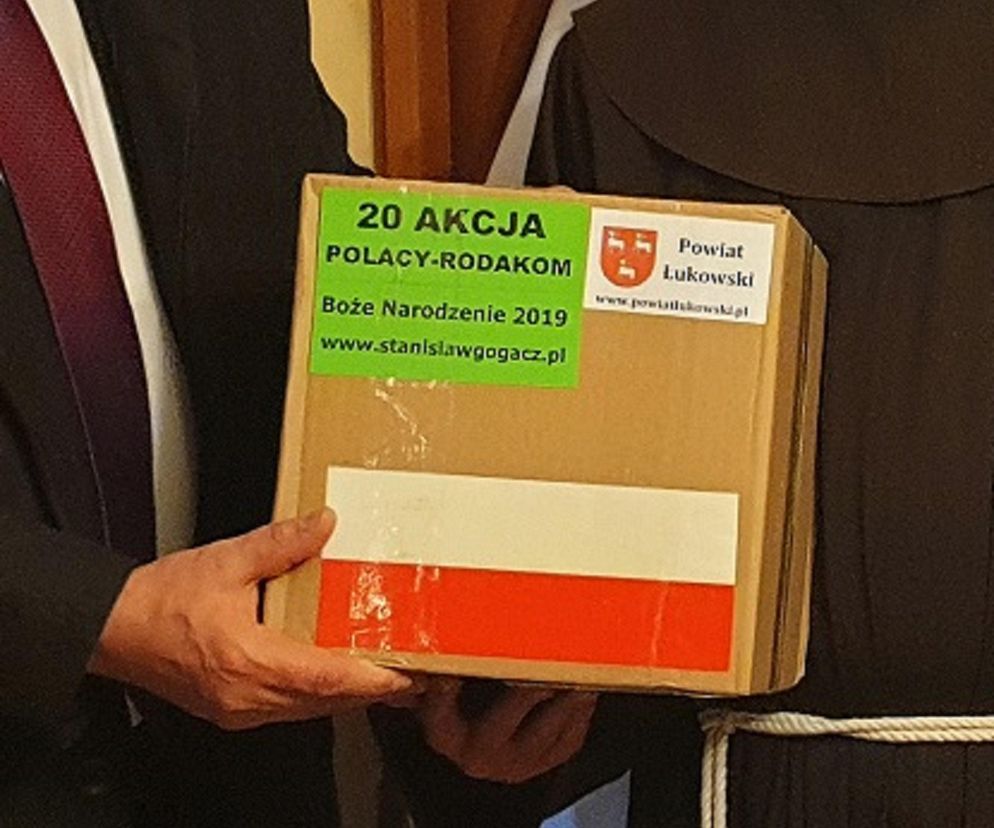 20 AKCJA
POLACY-RODAKOM
Boże Narodzenie 2019
www.stanislawgogacz.pl
Powiat
Łukowski
www.powiatlukowski.pl